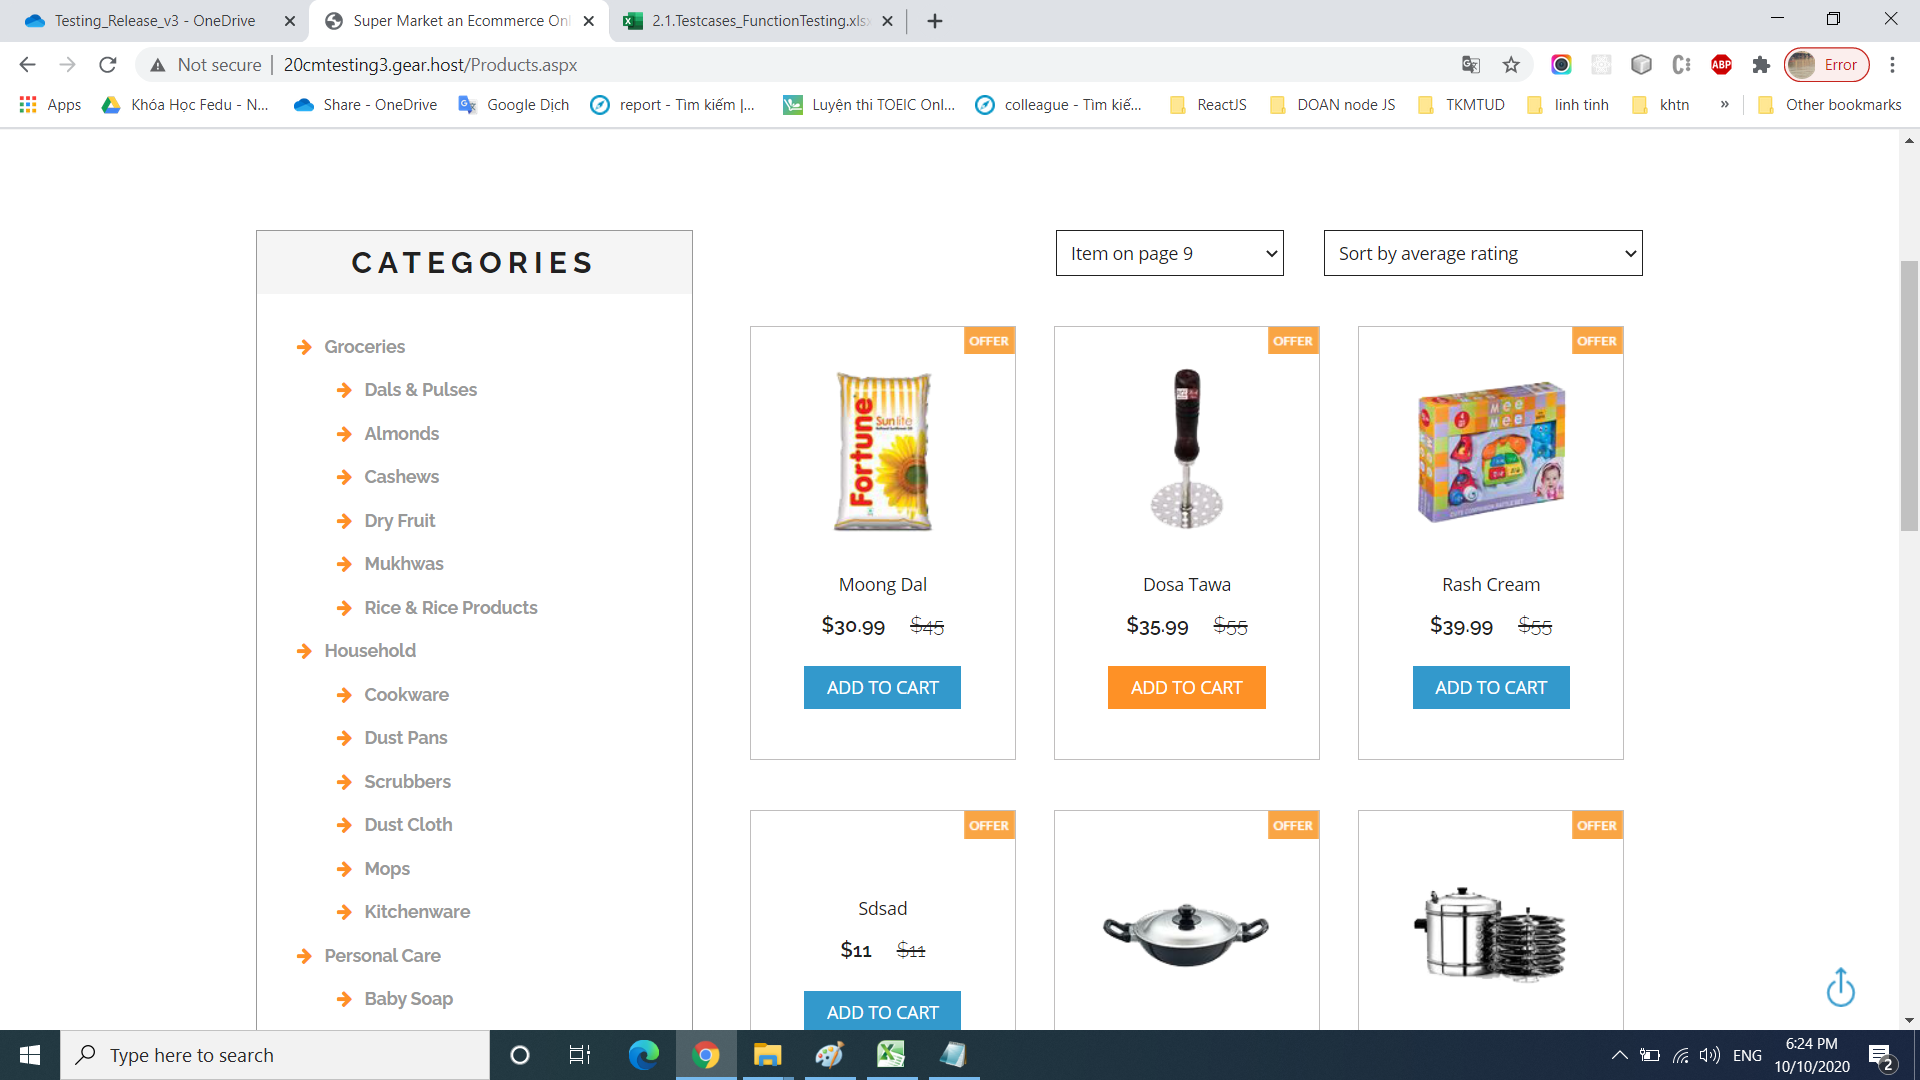 Testing_Release_v3 - OneDrive
Super Market an Ecommerce Onl
2.1.Testcases_FunctionTesting.xlsx
Not secure
20cmtesting3.gear.host/Products.aspx
ABP
Error
Apps
Khóa Học Fedu - N...
Share - OneDrive
Google Dịch
report - Tìm kiếm |...
Luyện thi TOEIC Onl...
colleague - Tìm kiế...
ReactJS
DOAN node JS
TKMTUD
linh tinh
khtn
»
Other bookmarks
CATEGORIES
Groceries
Dals & Pulses
Almonds
Cashews
Dry Fruit
Mukhwas
Rice & Rice Products
Household
Cookware
Dust Pans
Scrubbers
Dust Cloth
Mops
Kitchenware
Personal Care
Baby Soap
Item on page 9
Sort by average rating
OFFER
Fortune
Sunlite
Moong Dal
$30.99 $45
ADD TO CART
OFFER
Dosa Tawa
$35.99 $55
ADD TO CART
OFFER
Mee
Mee
Rash Cream
$39.99 $55
ADD TO CART
OFFER
Sdsad
$11 $11
ADD TO CART
OFFER
OFFER
Type here to search
ENG
6:24 PM
10/10/2020
2